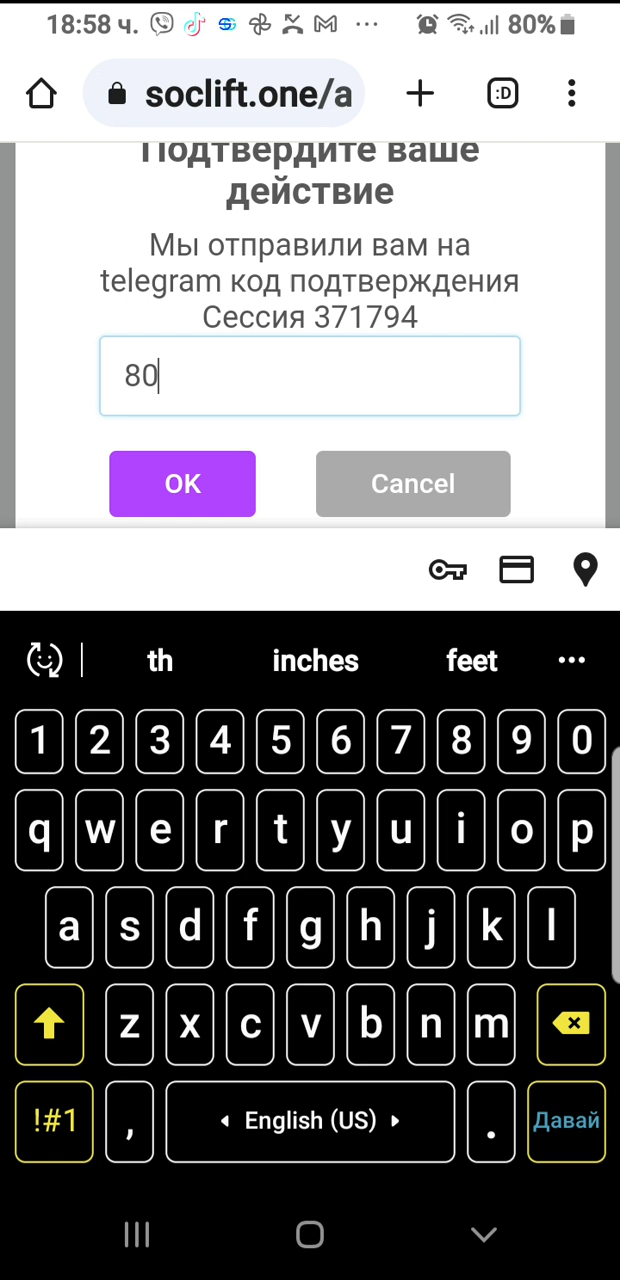 18:58 ч. 80%
soclift.one/a :D
Подтвердите ваше
действие
Мы отправили вам на
telegram код подтверждения
Сессия 371794
80
OK Cancel
th inches feet
1 2 3 4 5 6 7 8 9 0
q w e r t y u i o p
a s d f g h j k l
z x c v b n m
!#1 , English (US) . Давай